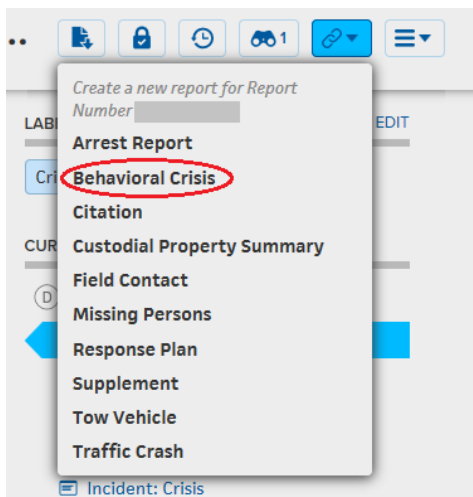 1
Create a new report for Report
Number
LAB
EDIT
Arrest Report
Cri
Behavioral Crisis
Citation
CUR
Custodial Property Summary
Field Contact
D
Missing Persons
Response Plan
Supplement
Tow Vehicle
Traffic Crash
Incident: Crisis